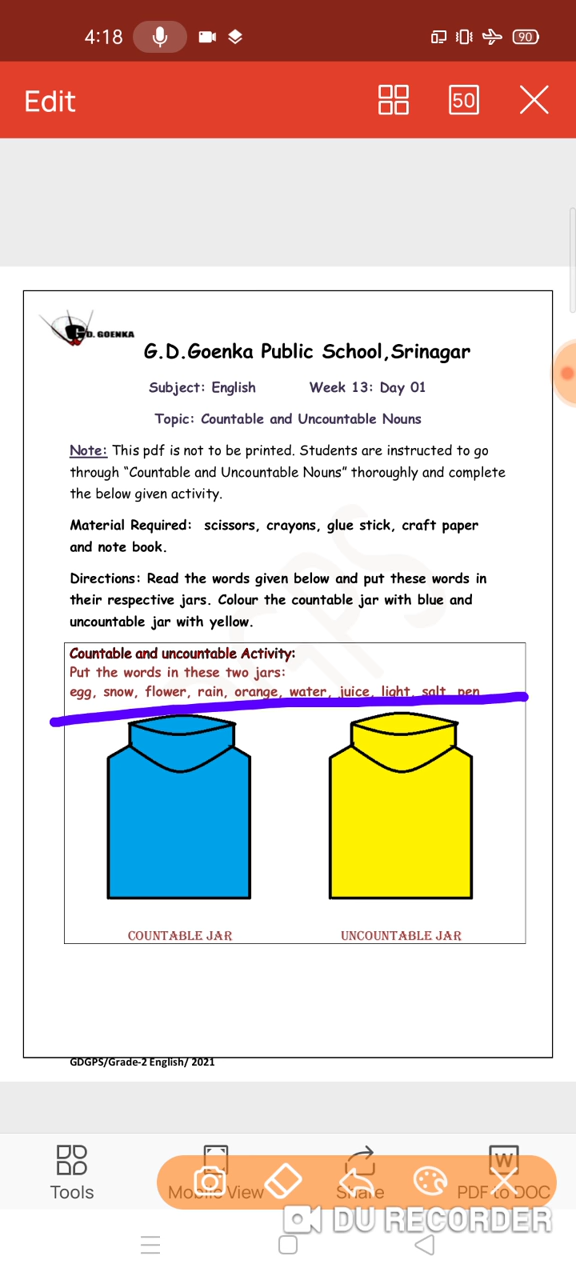 4:18
90
Edit
50
G
D. GOENKA
G.D.Goenka Public School,Srinagar
Subject: English Week 13: Day 01
Topic: Countable and Uncountable Nouns
Note: This pdf is not to be printed. Students are instructed to go
through “Countable and Uncountable Nouns” thoroughly and complete
the below given activity.
Material Required: scissors, crayons, glue stick, craft paper
and note book.
Directions: Read the words given below and put these words in
their respective jars. Colour the countable jar with blue and
uncountable jar with yellow.
Countable and uncountable Activity:
Put the words in these two jars:
egg, snow, flower, rain, orange, water, juice, light, salt, pen
COUNTABLE JAR UNCOUNTABLE JAR
GPS
GDGPS/Grade-2 English/ 2021
W
Tools Mobile View Share PDF to DOC
DU RECORDER